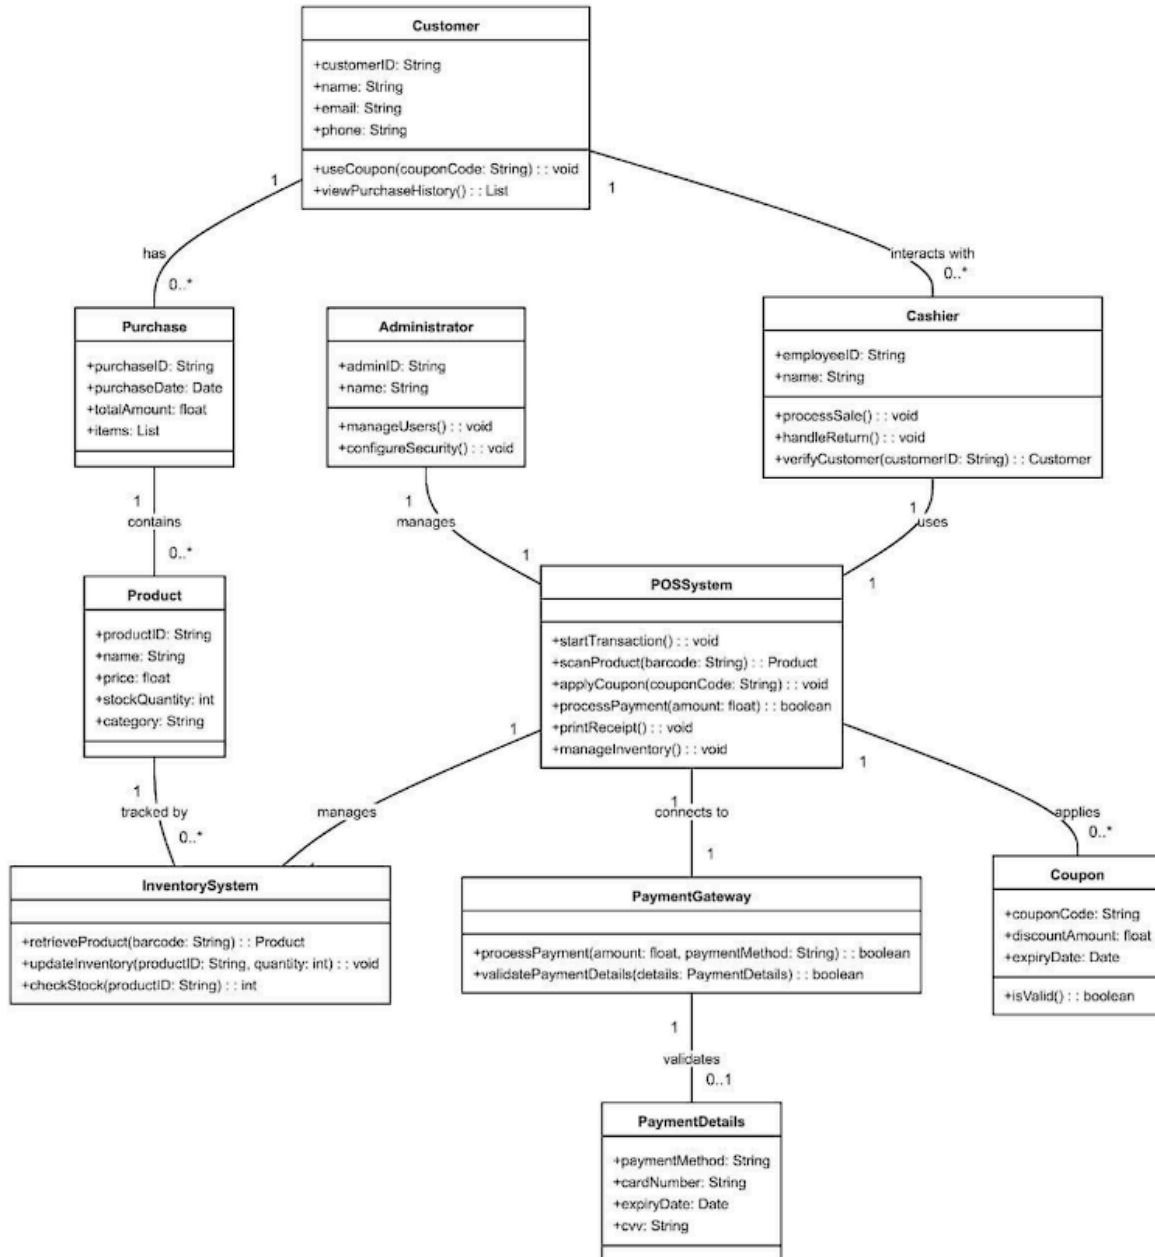 Customer
+customerID: String
+name: String
+email: String
+phone: String
+useCoupon(couponCode: String) : : void
+viewPurchaseHistory() : : List
1
1
has
interacts with
0..*
0..*
Purchase
+purchaseID: String
+purchaseDate: Date
+totalAmount: float
+items: List
Administrator
+adminID: String
+name: String
+manageUsers() : : void
+configureSecurity() : : void
Cashier
+employeeID: String
+name: String
+processSale() : : void
+handleReturn() : : void
+verifyCustomer(customerID: String) : : Customer
1
contains
0..*
1
manages
1
1
uses
1
Product
+productID: String
+name: String
+price: float
+stockQuantity: int
+category: String
POSSystem
+startTransaction() : : void
+scanProduct(barcode: String) : : Product
+applyCoupon(couponCode: String) : : void
+processPayment(amount: float) : : boolean
+printReceipt() : : void
+manageInventory() : : void
1
tracked by
0..*
1
manages
1
connects to
1
1
applies
0..*
InventorySystem
+retrieveProduct(barcode: String) : : Product
+updateInventory(productID: String, quantity: int) : : void
+checkStock(productID: String) : : int
PaymentGateway
+processPayment(amount: float, paymentMethod: String) : : boolean
+validatePaymentDetails(details: PaymentDetails) : : boolean
Coupon
+couponCode: String
+discountAmount: float
+expiryDate: Date
+isValid() : : boolean
1
validates
0..1
PaymentDetails
+paymentMethod: String
+cardNumber: String
+expiryDate: Date
+cvv: String